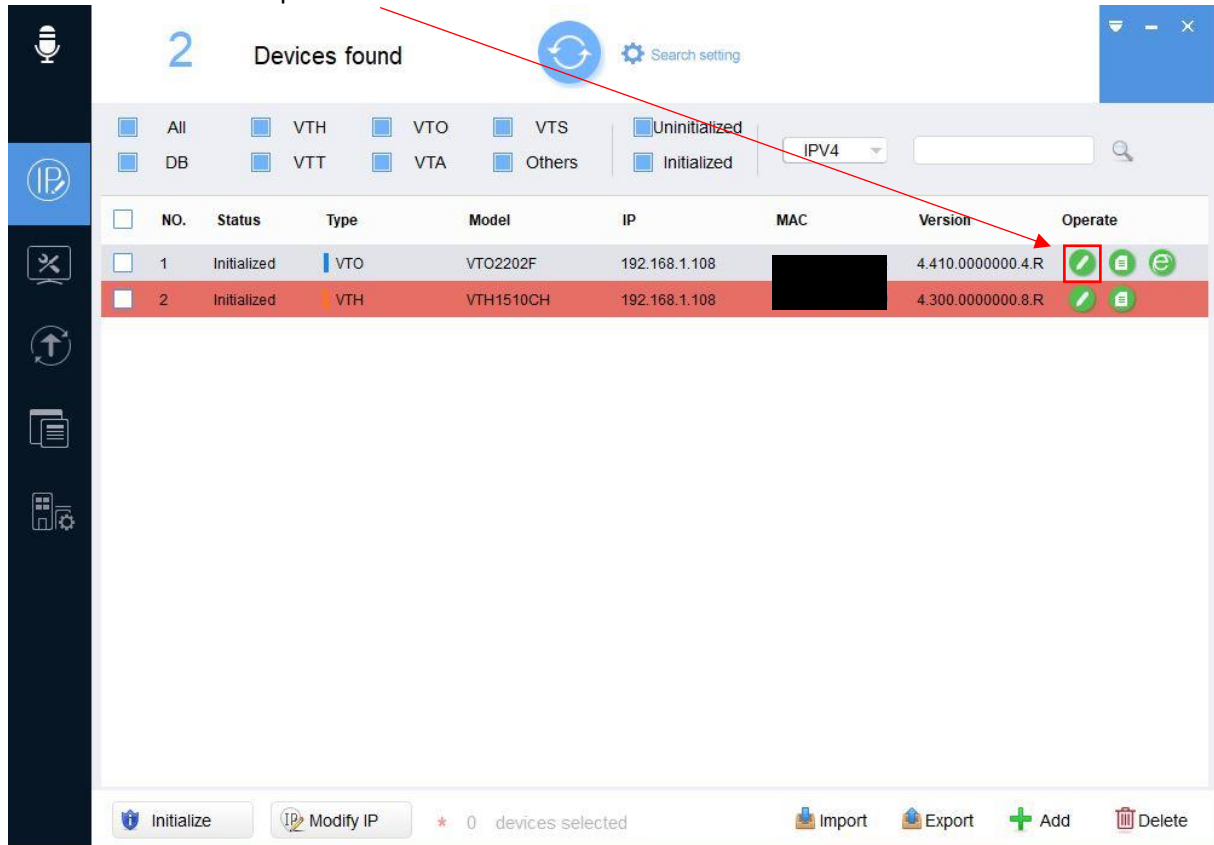 2 Devices found Search setting
All VTH VTO VTS Uninitialized
DB VTT VTA Others Initialized
IPV4
NO. Status Type Model IP MAC Version Operate
1 Initialized VTO VTO2202F 192.168.1.108 4.410.0000000.4.R
2 Initialized VTH VTH1510CH 192.168.1.108 4.300.0000000.8.R
Initialize Modify IP * 0 devices selected Import Export Add Delete